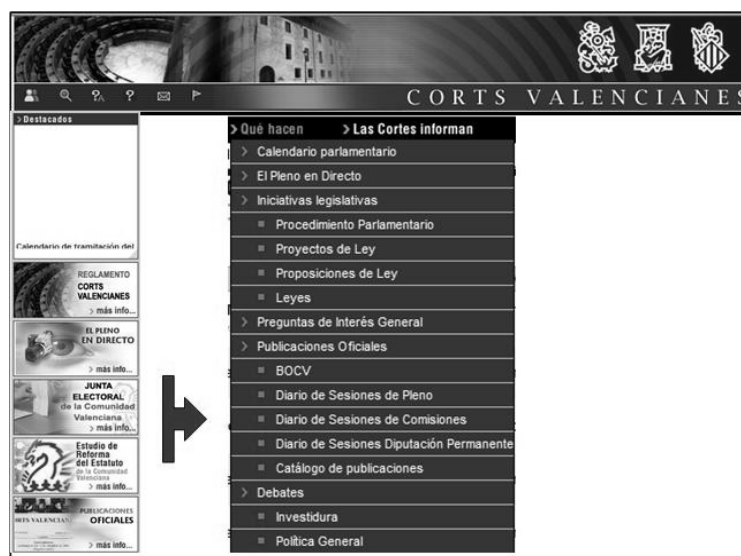 CORTS VALENCIANES
>Destacados
Calendario de tramitación del
REGLAMENTO
CORTS
VALENCIANES
> más info...
EL PLENO
EN DIRECTO
> más info...
JUNTA
ELECTORAL
de la Comunidad
Valenciana
> más info...
Estudio de
Reforma
del Estatuto
de la Comunidad
Valenciana
> más info...
PUBLICACIONES
OFICIALES
CORTS VALENCIAN
> más info...
> Qué hacen > Las Cortes informan
> Calendario parlamentario
> El Pleno en Directo
> Iniciativas legislativas
Procedimiento Parlamentario
Proyectos de Ley
Proposiciones de Ley
Leyes
> Preguntas de Interés General
> Publicaciones Oficiales
BOCV
Diario de Sesiones de Pleno
Diario de Sesiones de Comisiones
Diario de Sesiones Diputación Permanente
Catálogo de publicaciones
> Debates
Investidura
Política General